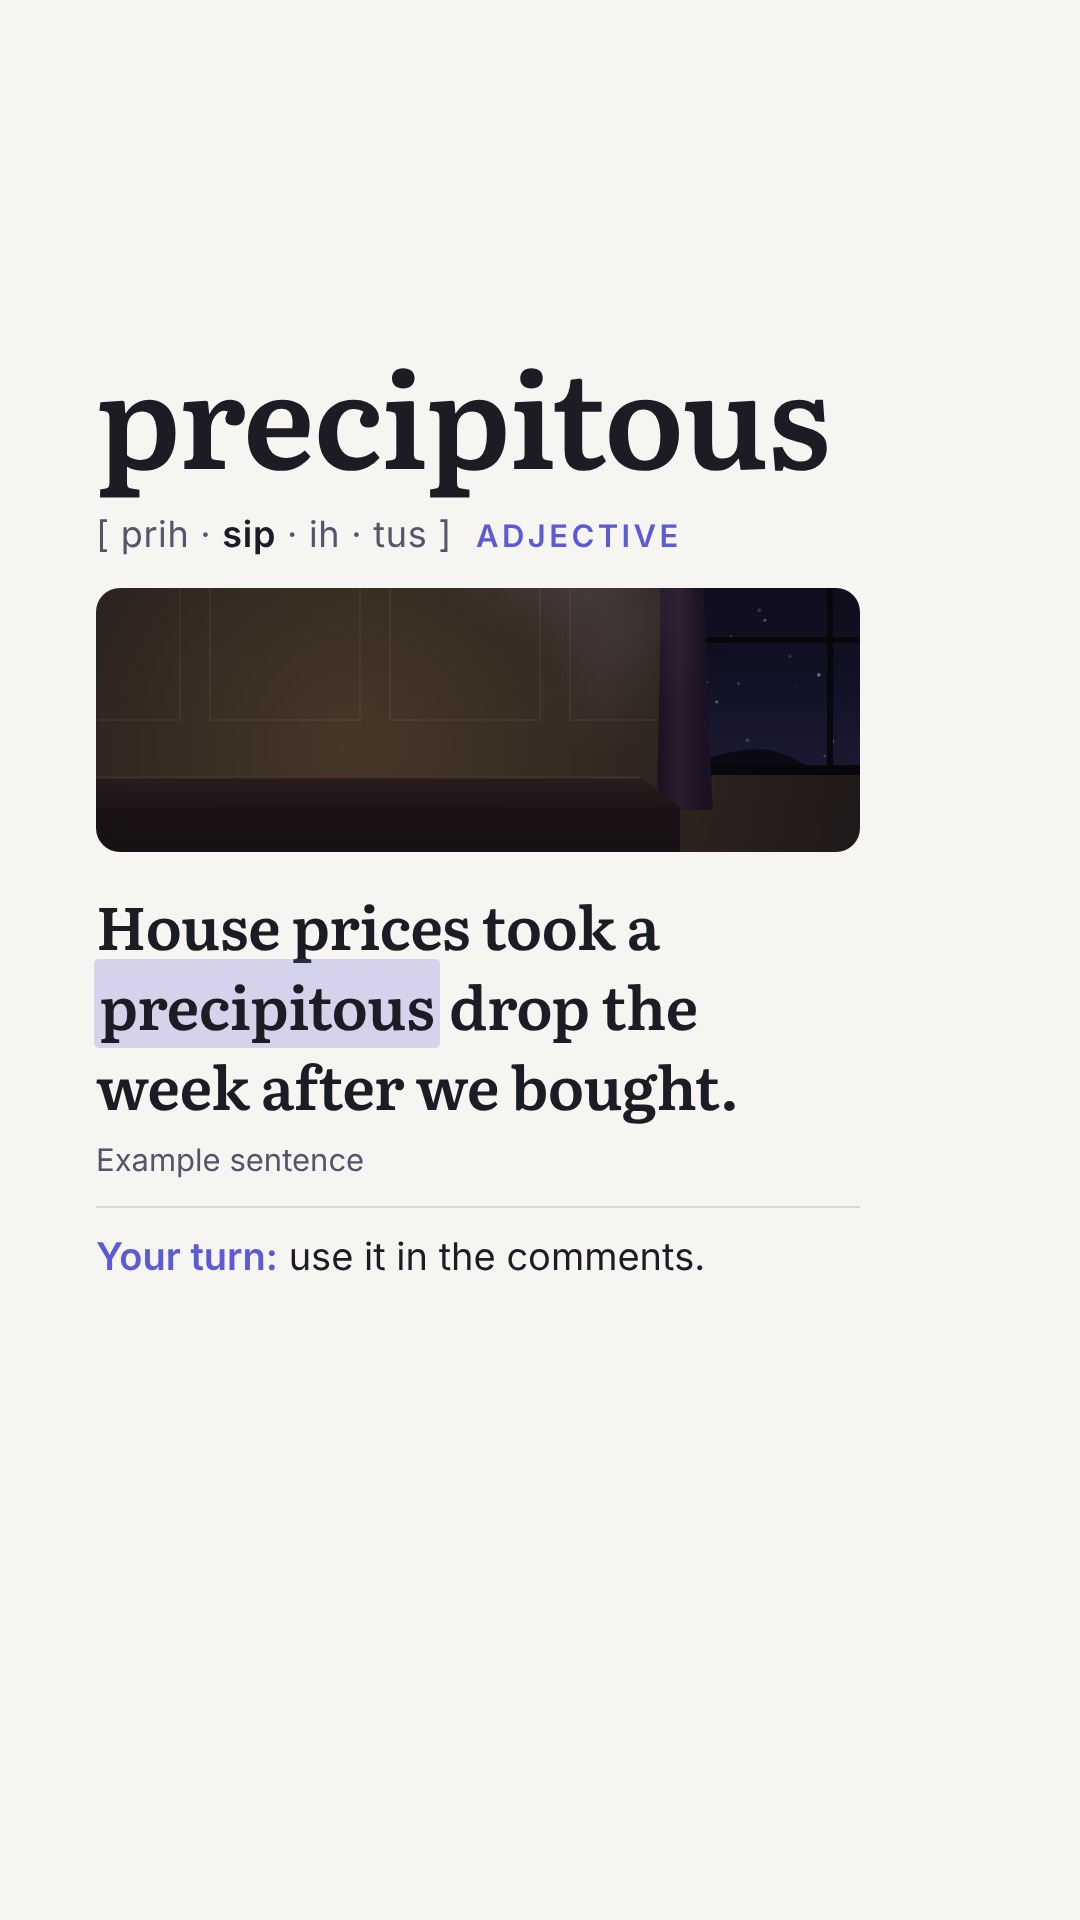 precipitous
[ prih · sip · ih · tus ] ADJECTIVE
House prices took a
precipitous drop the
week after we bought.
Example sentence
Your turn: use it in the comments.